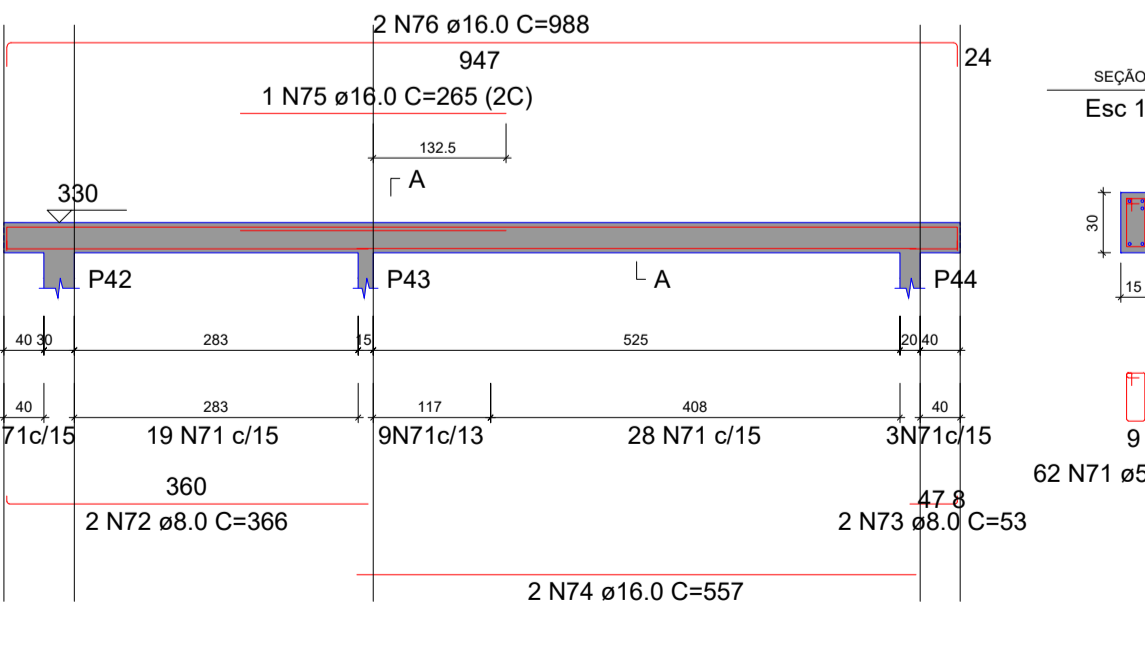 2 N76 ø16.0 C=988
947
24
1 N75 ø16.0 C=265 (2C)
132.5
A
330
P42
P43
A
P44
40 30
283
15
525
20 40
40
283
117
408
40
71c/15
19 N71 c/15
9N71c/13
28 N71 c/15
3N71c/15
360
2 N72 ø8.0 C=366
47 8
2 N73 ø8.0 C=53
2 N74 ø16.0 C=557
SEÇÃO
Esc 1
30
15
9
62 N71 ø5